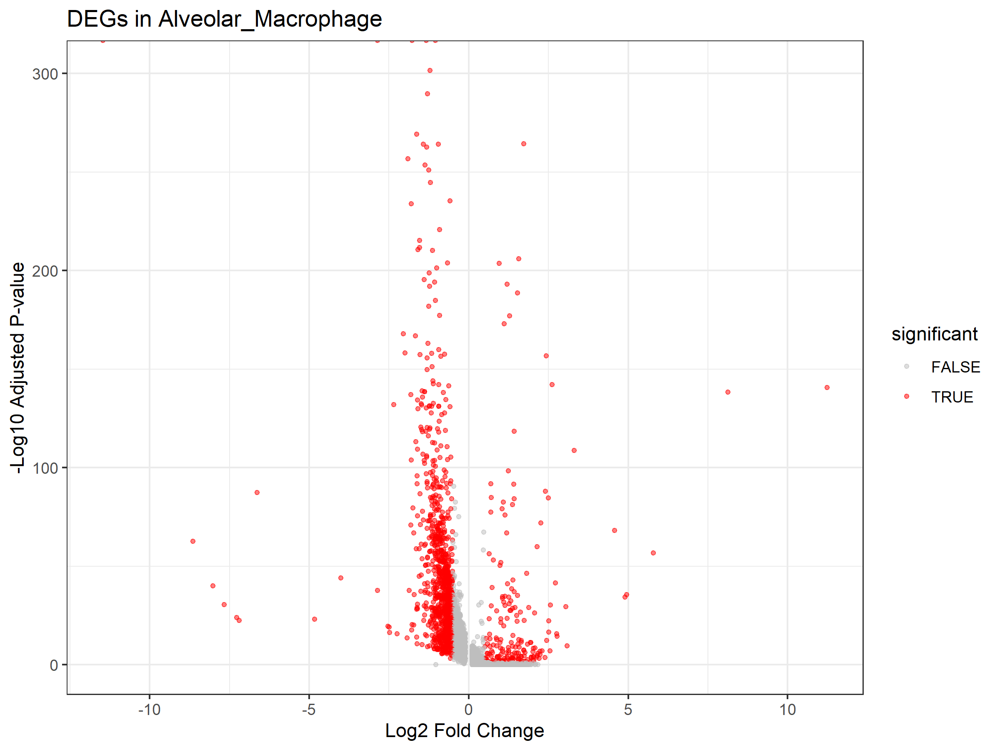 DEGs in Alveolar_Macrophage
-Log10 Adjusted P-value
300
200
100
0
-10
-5
0
5
10
Log2 Fold Change
significant
FALSE
TRUE